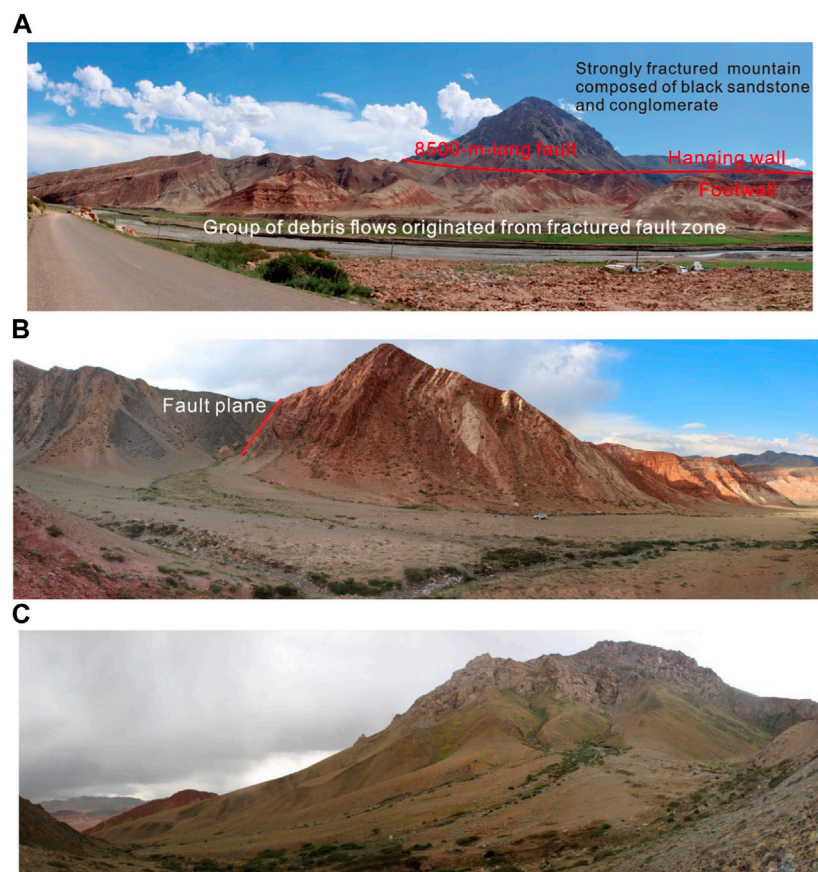 A
Strongly fractured mountain
composed of black sandstone
and conglomerate
8500-m-long fault
Hanging wall
Footwall
Group of debris flows originated from fractured fault zone
B
Fault plane
C